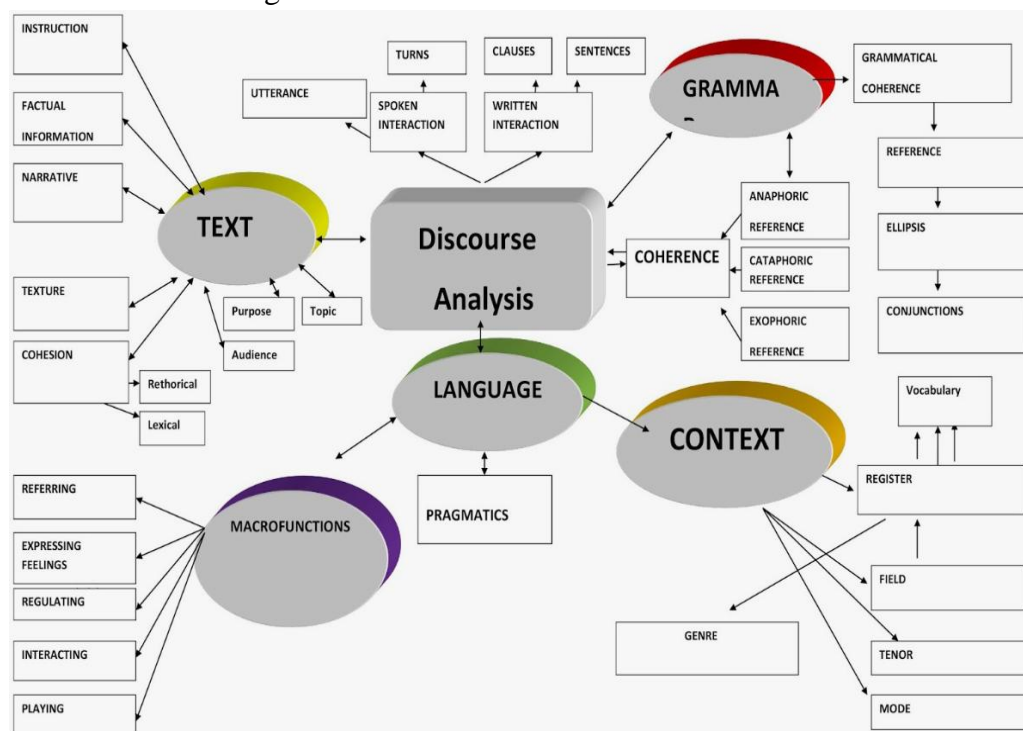 INSTRUCTION
FACTUAL
INFORMATION
NARRATIVE
TEXT
TEXTURE
COHESION
Rethorical
Lexical
Purpose
Topic
Audience
UTTERANCE
TURNS
SPOKEN
INTERACTION
CLAUSES
SENTENCES
WRITTEN
INTERACTION
Discourse
Analysis
GRAMMA
GRAMMATICAL
COHERENCE
REFERENCE
ELLIPSIS
CONJUNCTIONS
COHERENCE
ANAPHORIC
REFERENCE
CATAPHORIC
REFERENCE
EXOPHORIC
REFERENCE
LANGUAGE
PRAGMATICS
CONTEXT
Vocabulary
REGISTER
FIELD
TENOR
MODE
GENRE
MACROFUNCTIONS
REFERRING
EXPRESSING
FEELINGS
REGULATING
INTERACTING
PLAYING